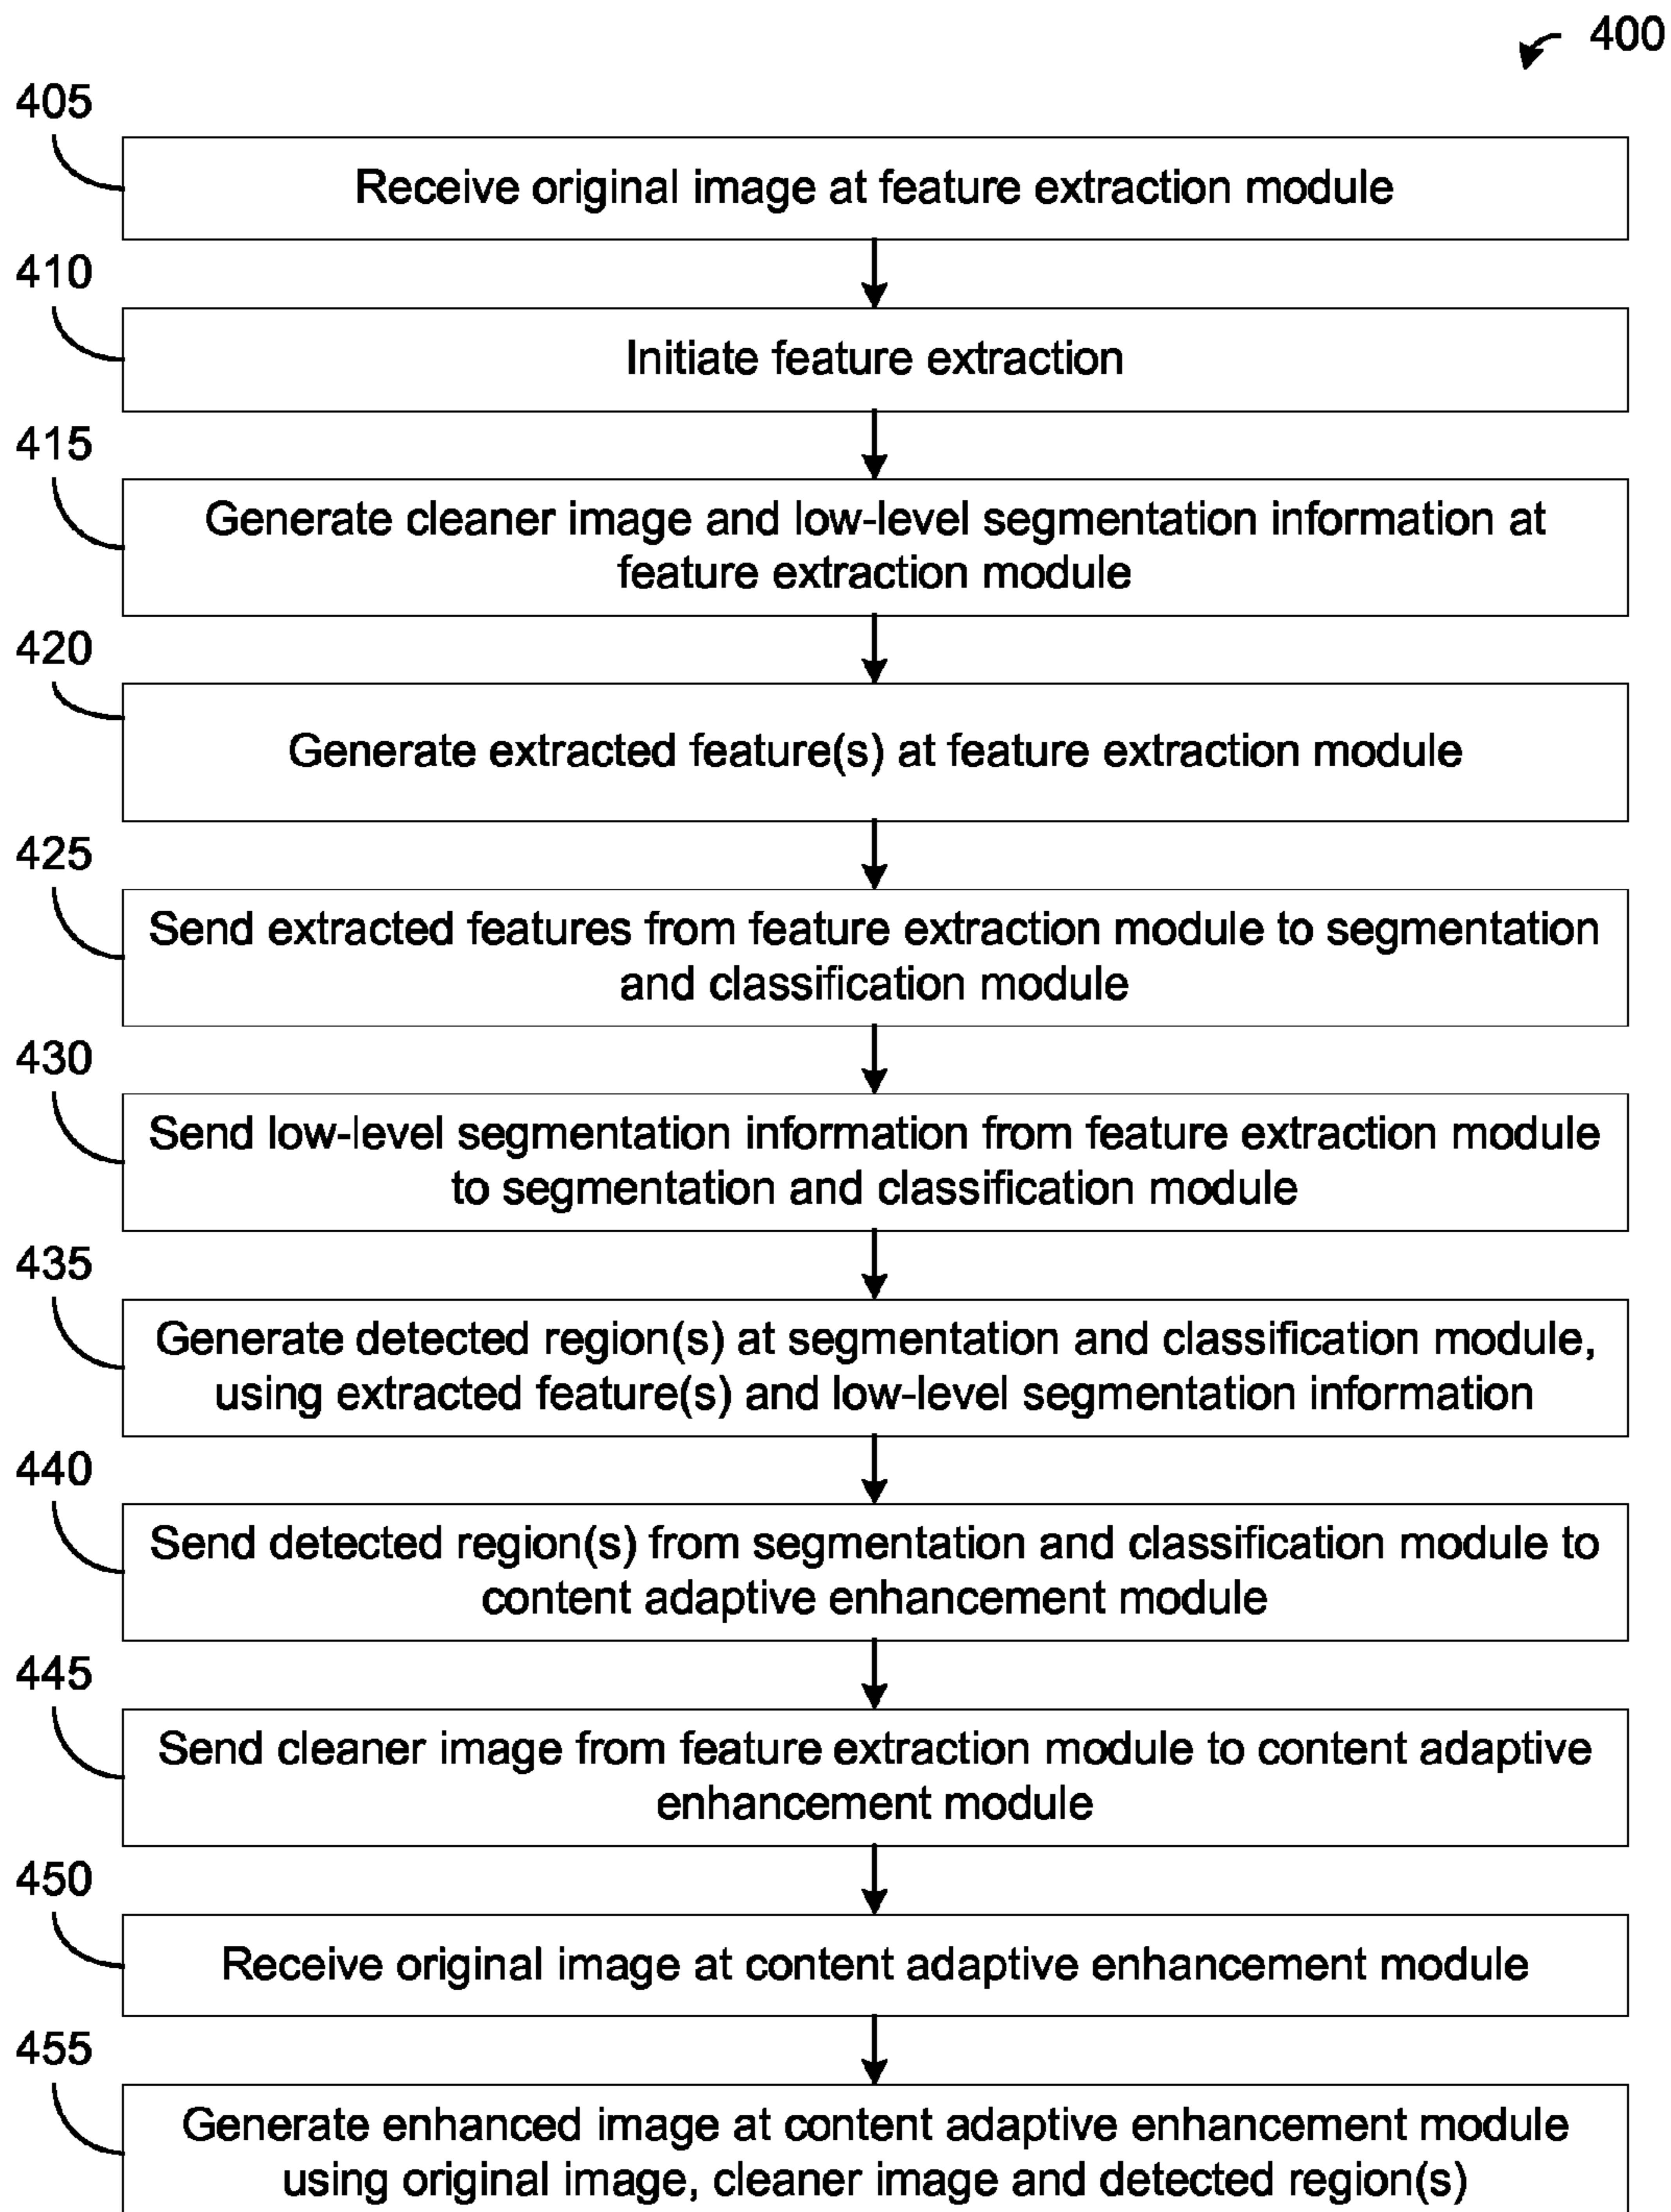 400
405
Receive original image at feature extraction module
410
Initiate feature extraction
415
Generate cleaner image and low-level segmentation information at
feature extraction module
420
Generate extracted feature(s) at feature extraction module
425
Send extracted features from feature extraction module to segmentation
and classification module
430
Send low-level segmentation information from feature extraction module
to segmentation and classification module
435
Generate detected region(s) at segmentation and classification module,
using extracted feature(s) and low-level segmentation information
440
Send detected region(s) from segmentation and classification module to
content adaptive enhancement module
445
Send cleaner image from feature extraction module to content adaptive
enhancement module
450
Receive original image at content adaptive enhancement module
455
Generate enhanced image at content adaptive enhancement module
using original image, cleaner image and detected region(s)